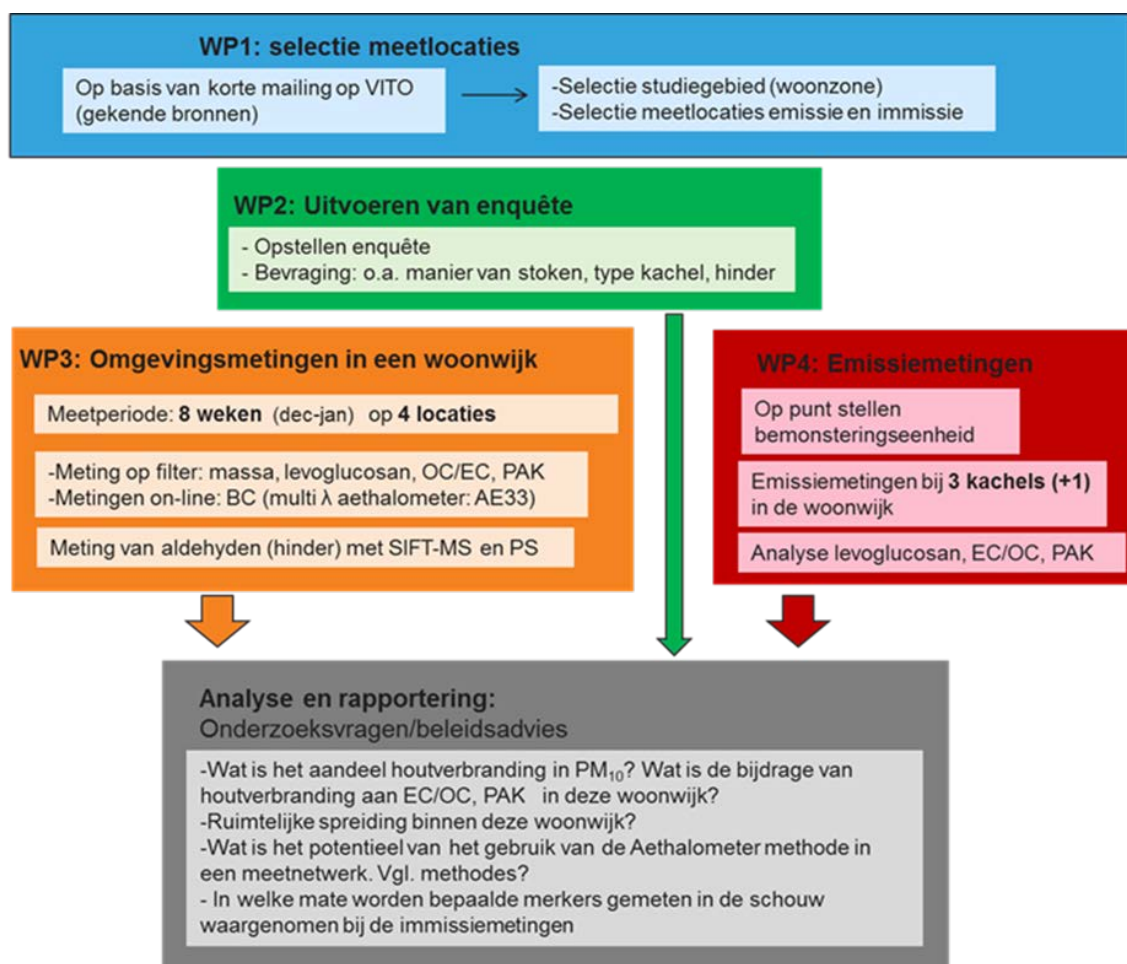 WP1: selectie meetlocaties
Op basis van korte mailing op VITO
(gekende bronnen)
-Selectie studiegebied (woonzone)
-Selectie meetlocaties emissie en immissie
WP2: Uitvoeren van enquête
- Opstellen enquête
- Bevraging: o.a. manier van stoken, type kachel, hinder
WP3: Omgevingsmetingen in een woonwijk
Meetperiode: 8 weken (dec-jan) op 4 locaties
-Meting op filter: massa, levoglucosan, OC/EC, PAK
-Metingen on-line: BC (multi λ aethalometer: AE33)
Meting van aldehyden (hinder) met SIFT-MS en PS
WP4: Emissiemetingen
Op punt stellen
bemonsteringseenheid
Emissiemetingen bij 3 kachels (+1)
in de woonwijk
Analyse levoglucosan, EC/OC, PAK
Analyse en rapportering:
Onderzoeksvragen/beleidsadvies
-Wat is het aandeel houtverbranding in PM₁₀? Wat is de bijdrage van
houtverbranding aan EC/OC, PAK in deze woonwijk?
-Ruimtelijke spreiding binnen deze woonwijk?
-Wat is het potentieel van het gebruik van de Aethalometer methode in
een meetnetwerk. Vgl. methodes?
- In welke mate worden bepaalde merkers gemeten in de schouw
waargenomen bij de immissiemetingen